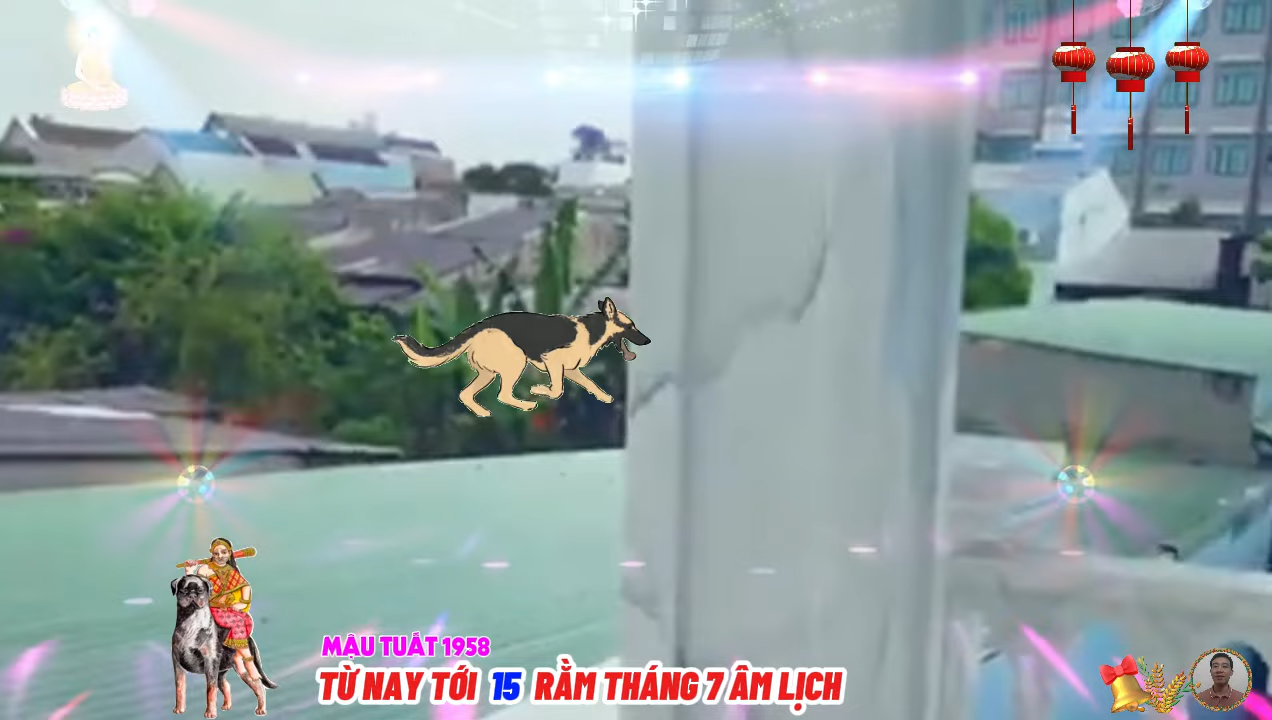 MẬU TUẤT 1958
TỪ NAY TỚI 15 RẰM THÁNG 7 ÂM LỊCH